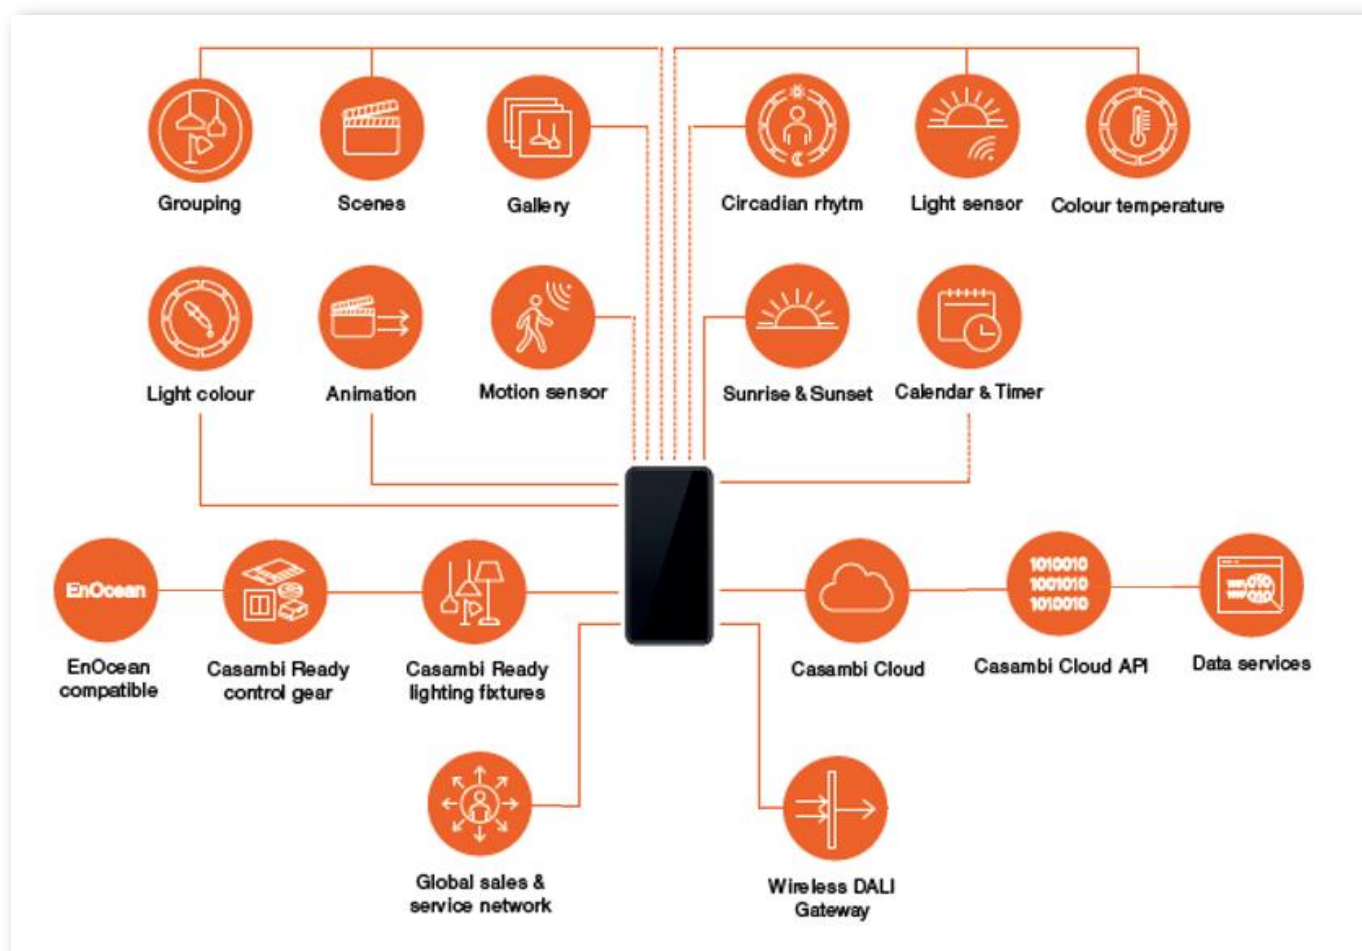 Grouping
Scenes
Gallery
Circadian rhytm
Light sensor
Colour temperature
Light colour
Animation
Motion sensor
Sunrise & Sunset
Calendar & Timer
EnOcean
EnOcean
compatible
Casambi Ready
control gear
Casambi Ready
lighting fixtures
Casambi Cloud
1010010
1001010
1010010
Casambi Cloud API
010
010
Data services
Global sales &
service network
Wireless DALI
Gateway